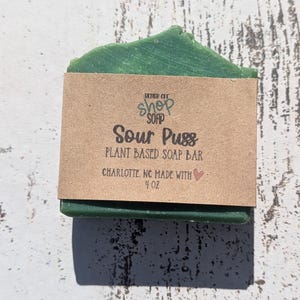 shop
SOAP
Sour Puss
PLANT BASED SOAP BAR
CHARLOTTE, NC MADE WITH
4 OZ